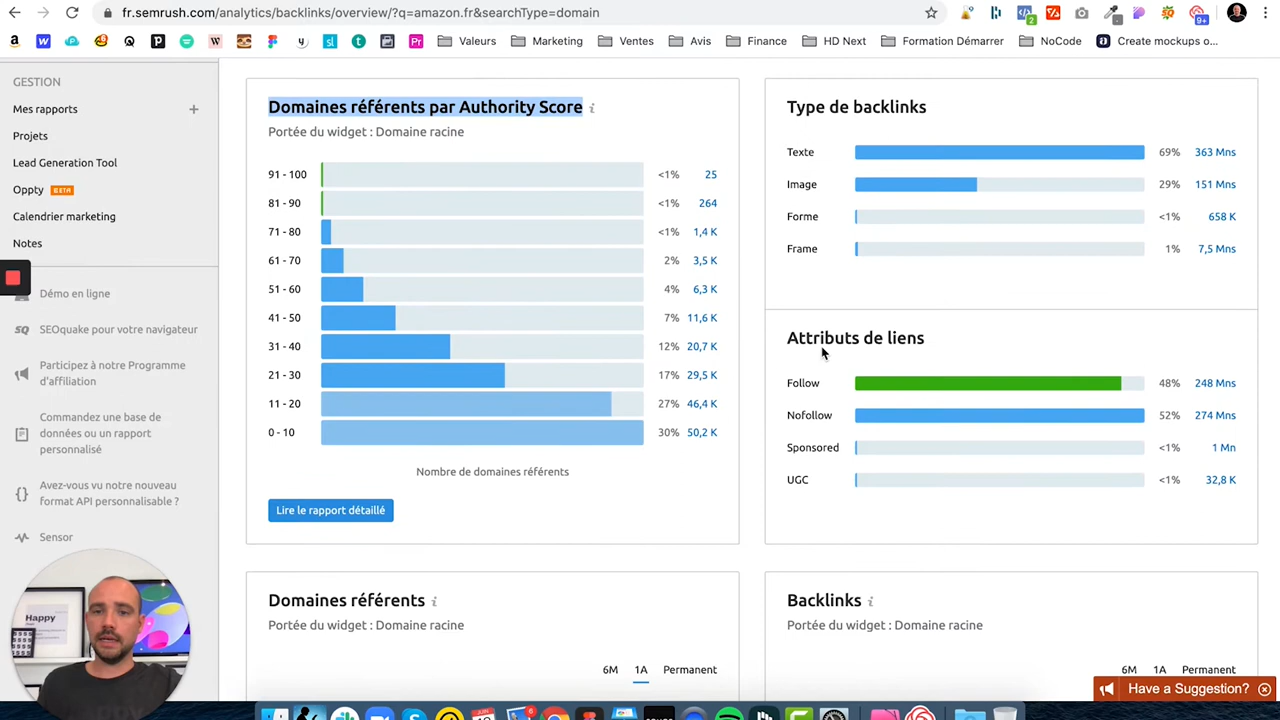 fr.semrush.com/analytics/backlinks/overview/?q=amazon.fr&searchType=domain
Valeurs Marketing Ventes Avis Finance HD Next Formation Démarrer NoCode Create mockups o...
GESTION
Mes rapports +
Projets
Lead Generation Tool
Oppty BETA
Calendrier marketing
Notes
Démo en ligne
SEOquake pour votre navigateur
Participez à notre Programme
d'affiliation
Commandez une base de
données ou un rapport
personnalisé
Avez-vous vu notre nouveau
format API personnalisable ?
Sensor
Happy
Domaines référents par Authority Score
Portée du widget : Domaine racine
91 - 100 <1% 25
81 - 90 <1% 264
71 - 80 <1% 1,4 K
61 - 70 2% 3,5 K
51 - 60 4% 6,3 K
41 - 50 7% 11,6 K
31 - 40 12% 20,7 K
21 - 30 17% 29,5 K
11 - 20 27% 46,4 K
0 - 10 30% 50,2 K
Nombre de domaines référents
Lire le rapport détaillé
Type de backlinks
Texte 69% 363 Mns
Image 29% 151 Mns
Forme <1% 658 K
Frame 1% 7,5 Mns
Attributs de liens
Follow 48% 248 Mns
Nofollow 52% 274 Mns
Sponsored <1% 1 Mn
UGC <1% 32,8 K
Domaines référents
Portée du widget : Domaine racine
6M 1A Permanent
Backlinks
Portée du widget : Domaine racine
6M 1A Permanent
Have a Suggestion?